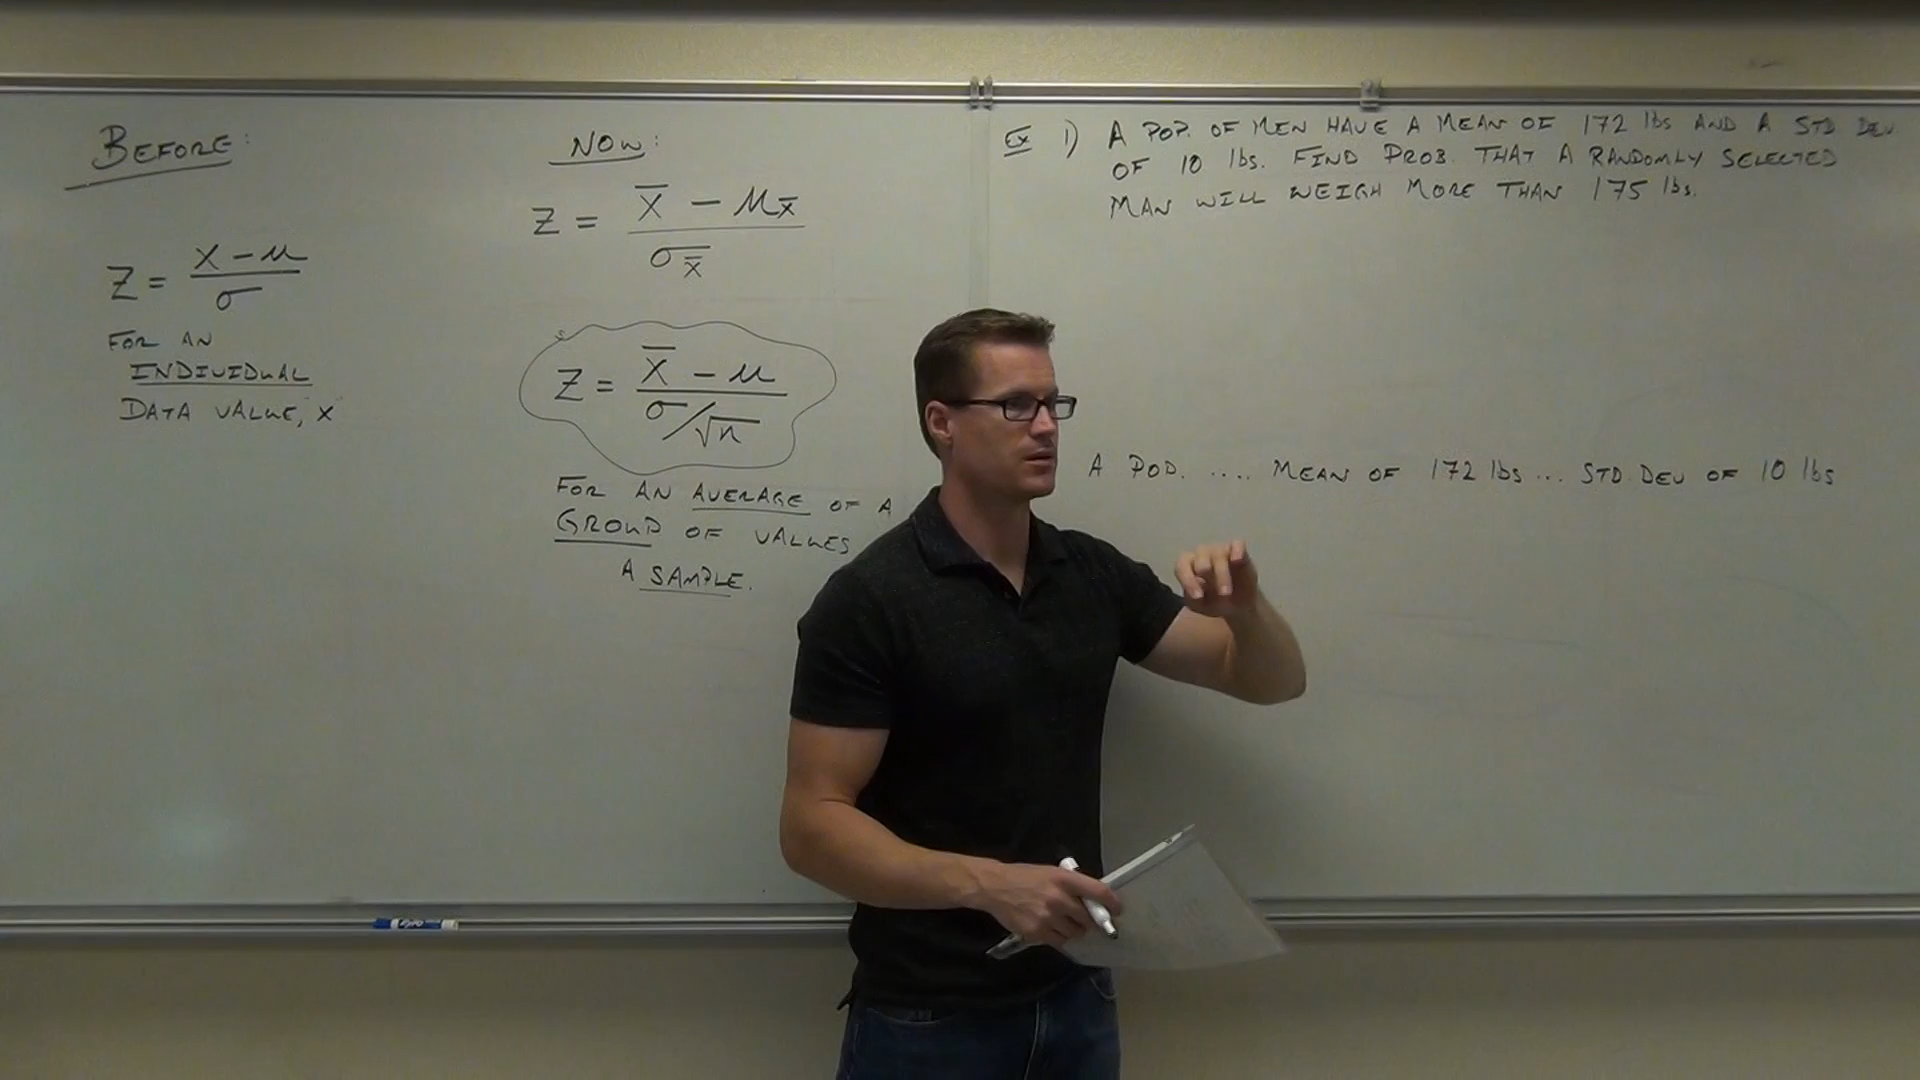 BEFORE:
Z = X - μ / σ
FOR AN
INDIVIDUAL
DATA VALUE, X
NOW:
Z = X̄ - μx̄ / σx̄
Z = X̄ - μ / σ/√n
FOR AN AVERAGE OF A
GROUP OF VALUES
A SAMPLE.
Ex 1) A POP. OF MEN HAVE A MEAN OF 172 lbs AND A STD DEV
OF 10 lbs. FIND PROB. THAT A RANDOMLY SELECTED
MAN WILL WEIGH MORE THAN 175 lbs.
A POP. .... MEAN OF 172 lbs ... STD. DEV OF 10 lbs